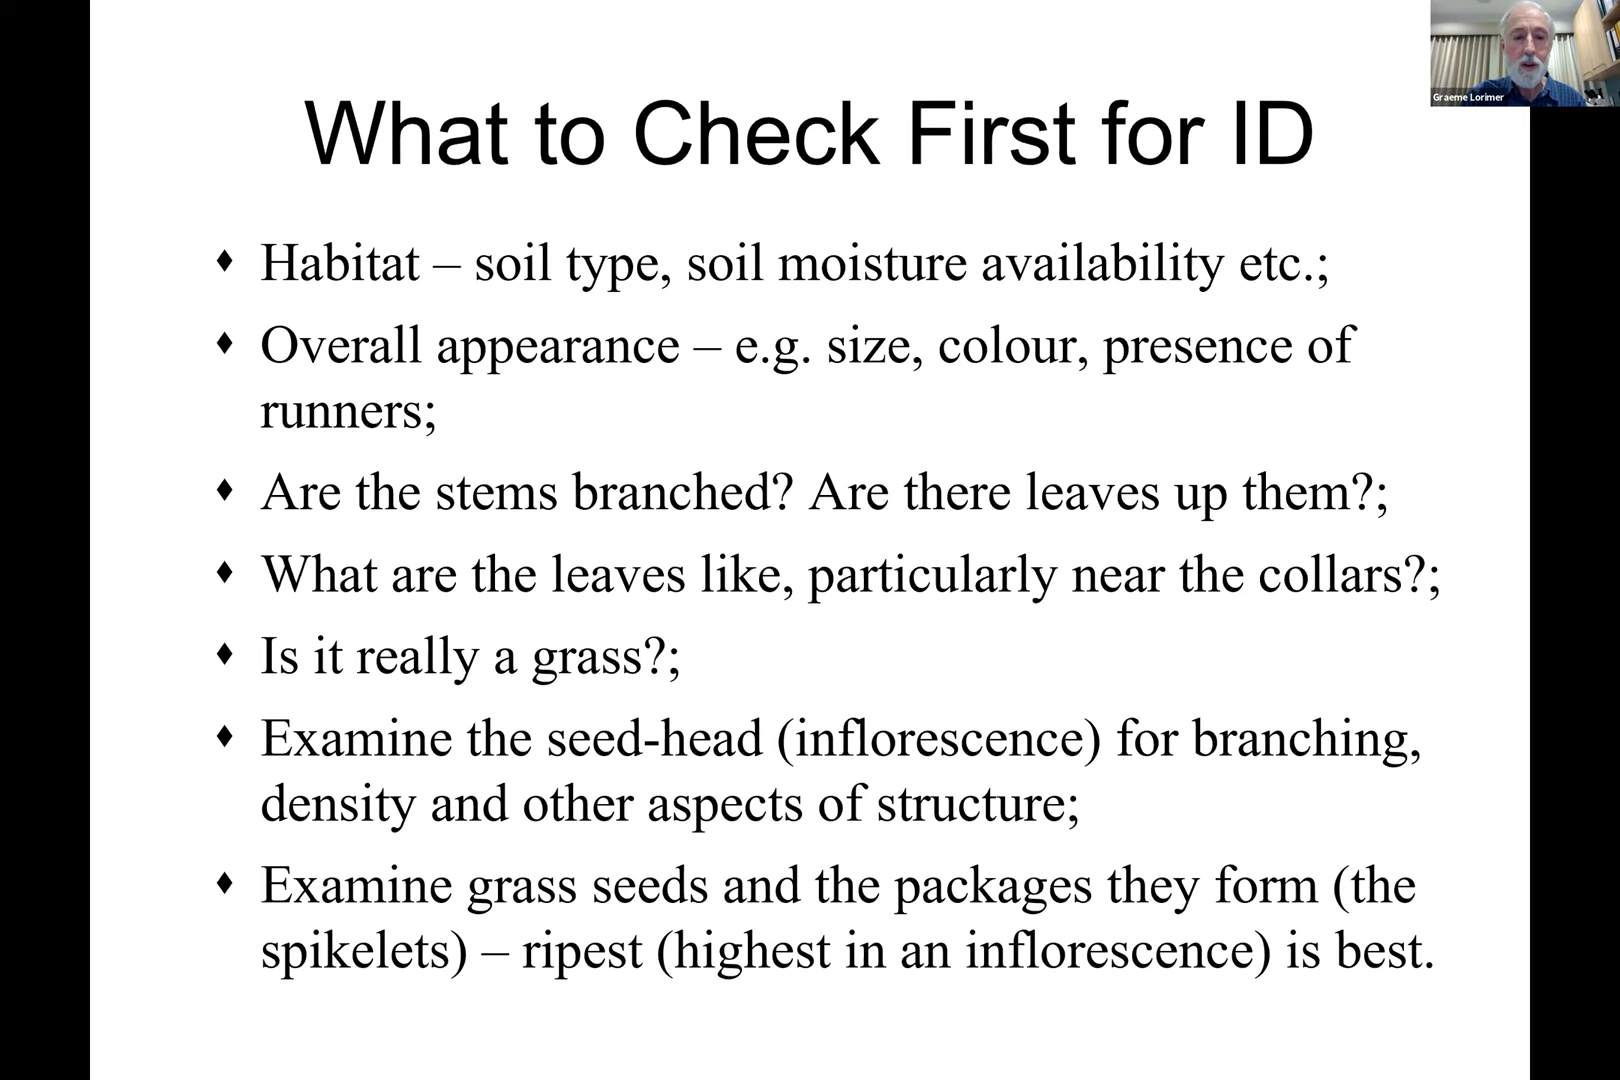 Graeme Lorimer
What to Check First for ID
♦ Habitat – soil type, soil moisture availability etc.;
♦ Overall appearance – e.g. size, colour, presence of
runners;
♦ Are the stems branched? Are there leaves up them?;
♦ What are the leaves like, particularly near the collars?;
♦ Is it really a grass?;
♦ Examine the seed-head (inflorescence) for branching,
density and other aspects of structure;
♦ Examine grass seeds and the packages they form (the
spikelets) – ripest (highest in an inflorescence) is best.